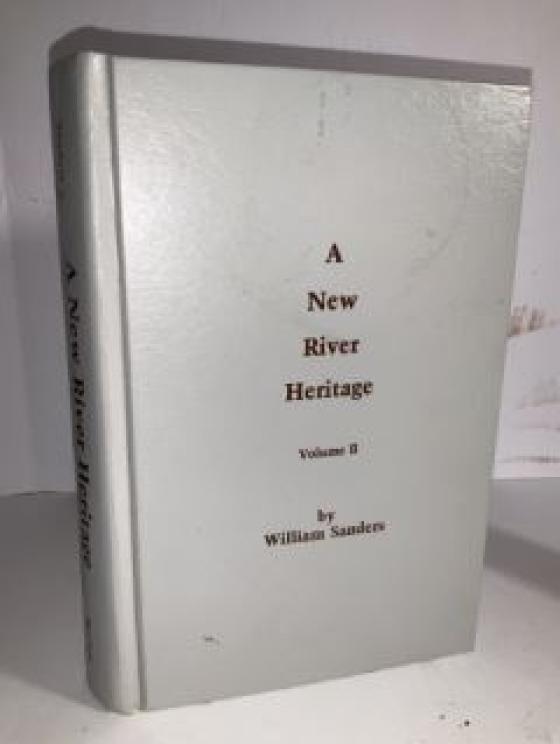 A
New
River
Heritage
Volume II
by
William Sanders
A New River Heritage